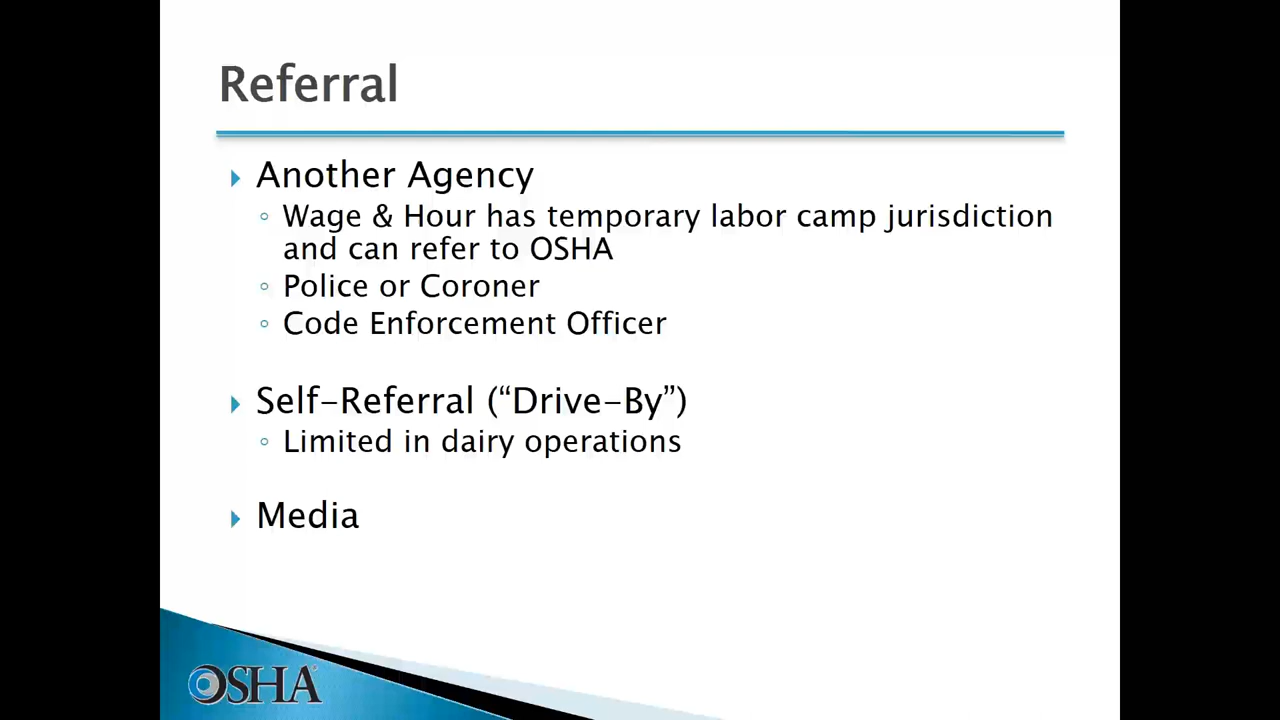 Referral
Another Agency
Wage & Hour has temporary labor camp jurisdiction
and can refer to OSHA
Police or Coroner
Code Enforcement Officer
Self-Referral (“Drive-By”)
Limited in dairy operations
Media
OSHA®